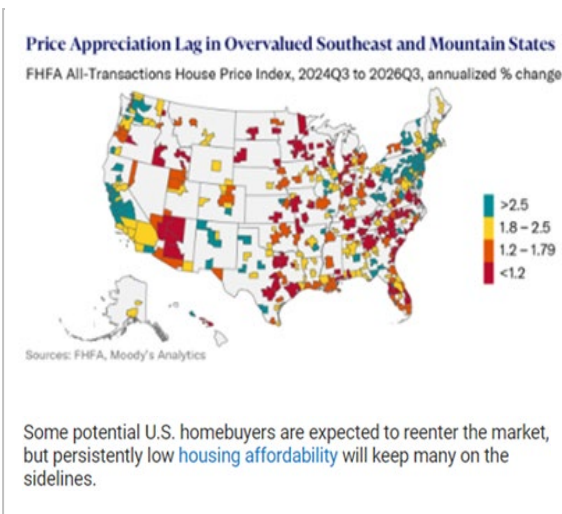 Price Appreciation Lag in Overvalued Southeast and Mountain States
FHFA All-Transactions House Price Index, 2024Q3 to 2026Q3, annualized % change
>2.5
1.8 – 2.5
1.2 – 1.79
<1.2
Sources: FHFA, Moody's Analytics
Some potential U.S. homebuyers are expected to reenter the market,
but persistently low housing affordability will keep many on the
sidelines.